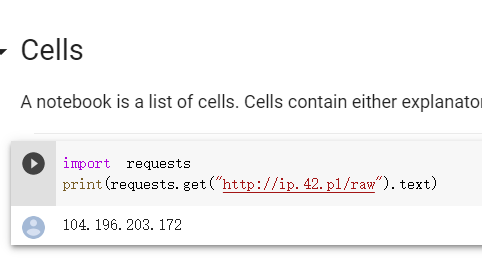 Cells
A notebook is a list of cells. Cells contain either
import requests
print(requests.get("http://ip.42.pl/raw").text)
104.196.203.172